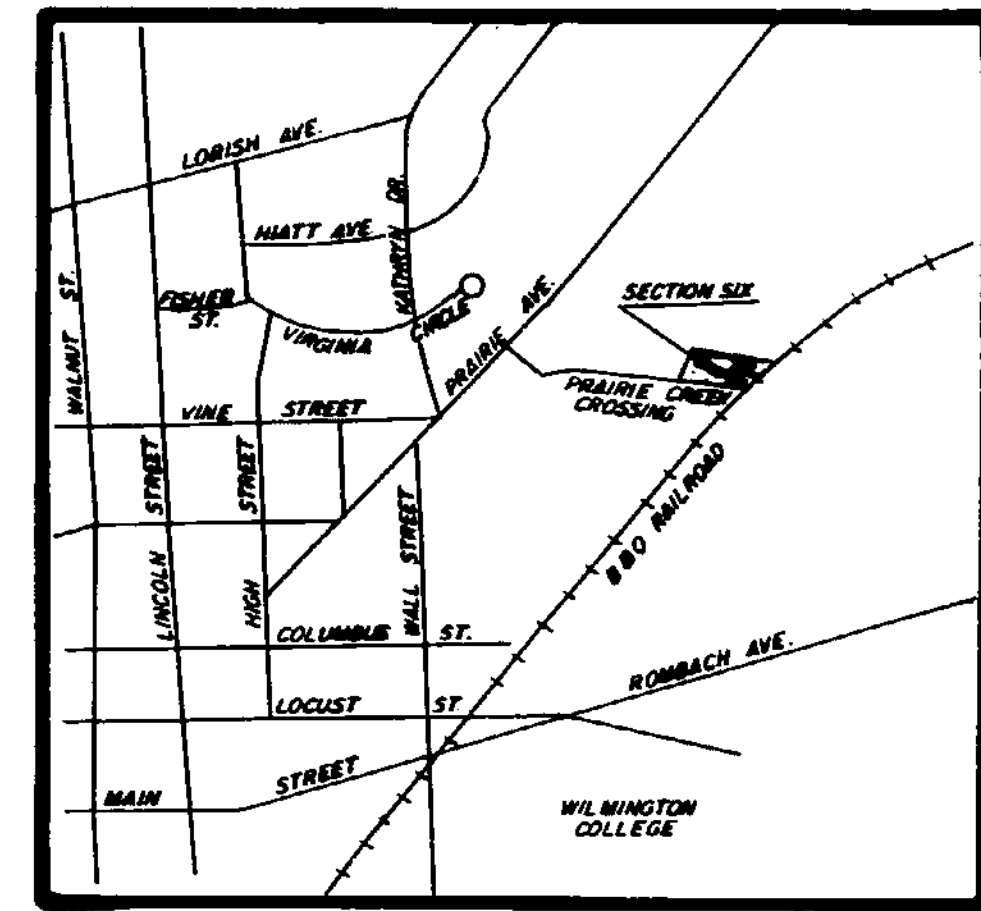 LORISH AVE.
HIATT AVE
KATHRYN DR.
WALNUT ST.
FISHER
ST.
VIRGINIA CIRCLE
PRAIRIE AVE.
SECTION SIX
PRAIRIE CREEK
CROSSING
VINE STREET
LINCOLN STREET
HIGH STREET
WALL STREET
RAILROAD
COLUMBUS ST.
LOCUST ST.
ROMBACH AVE.
MAIN STREET
WILMINGTON
COLLEGE